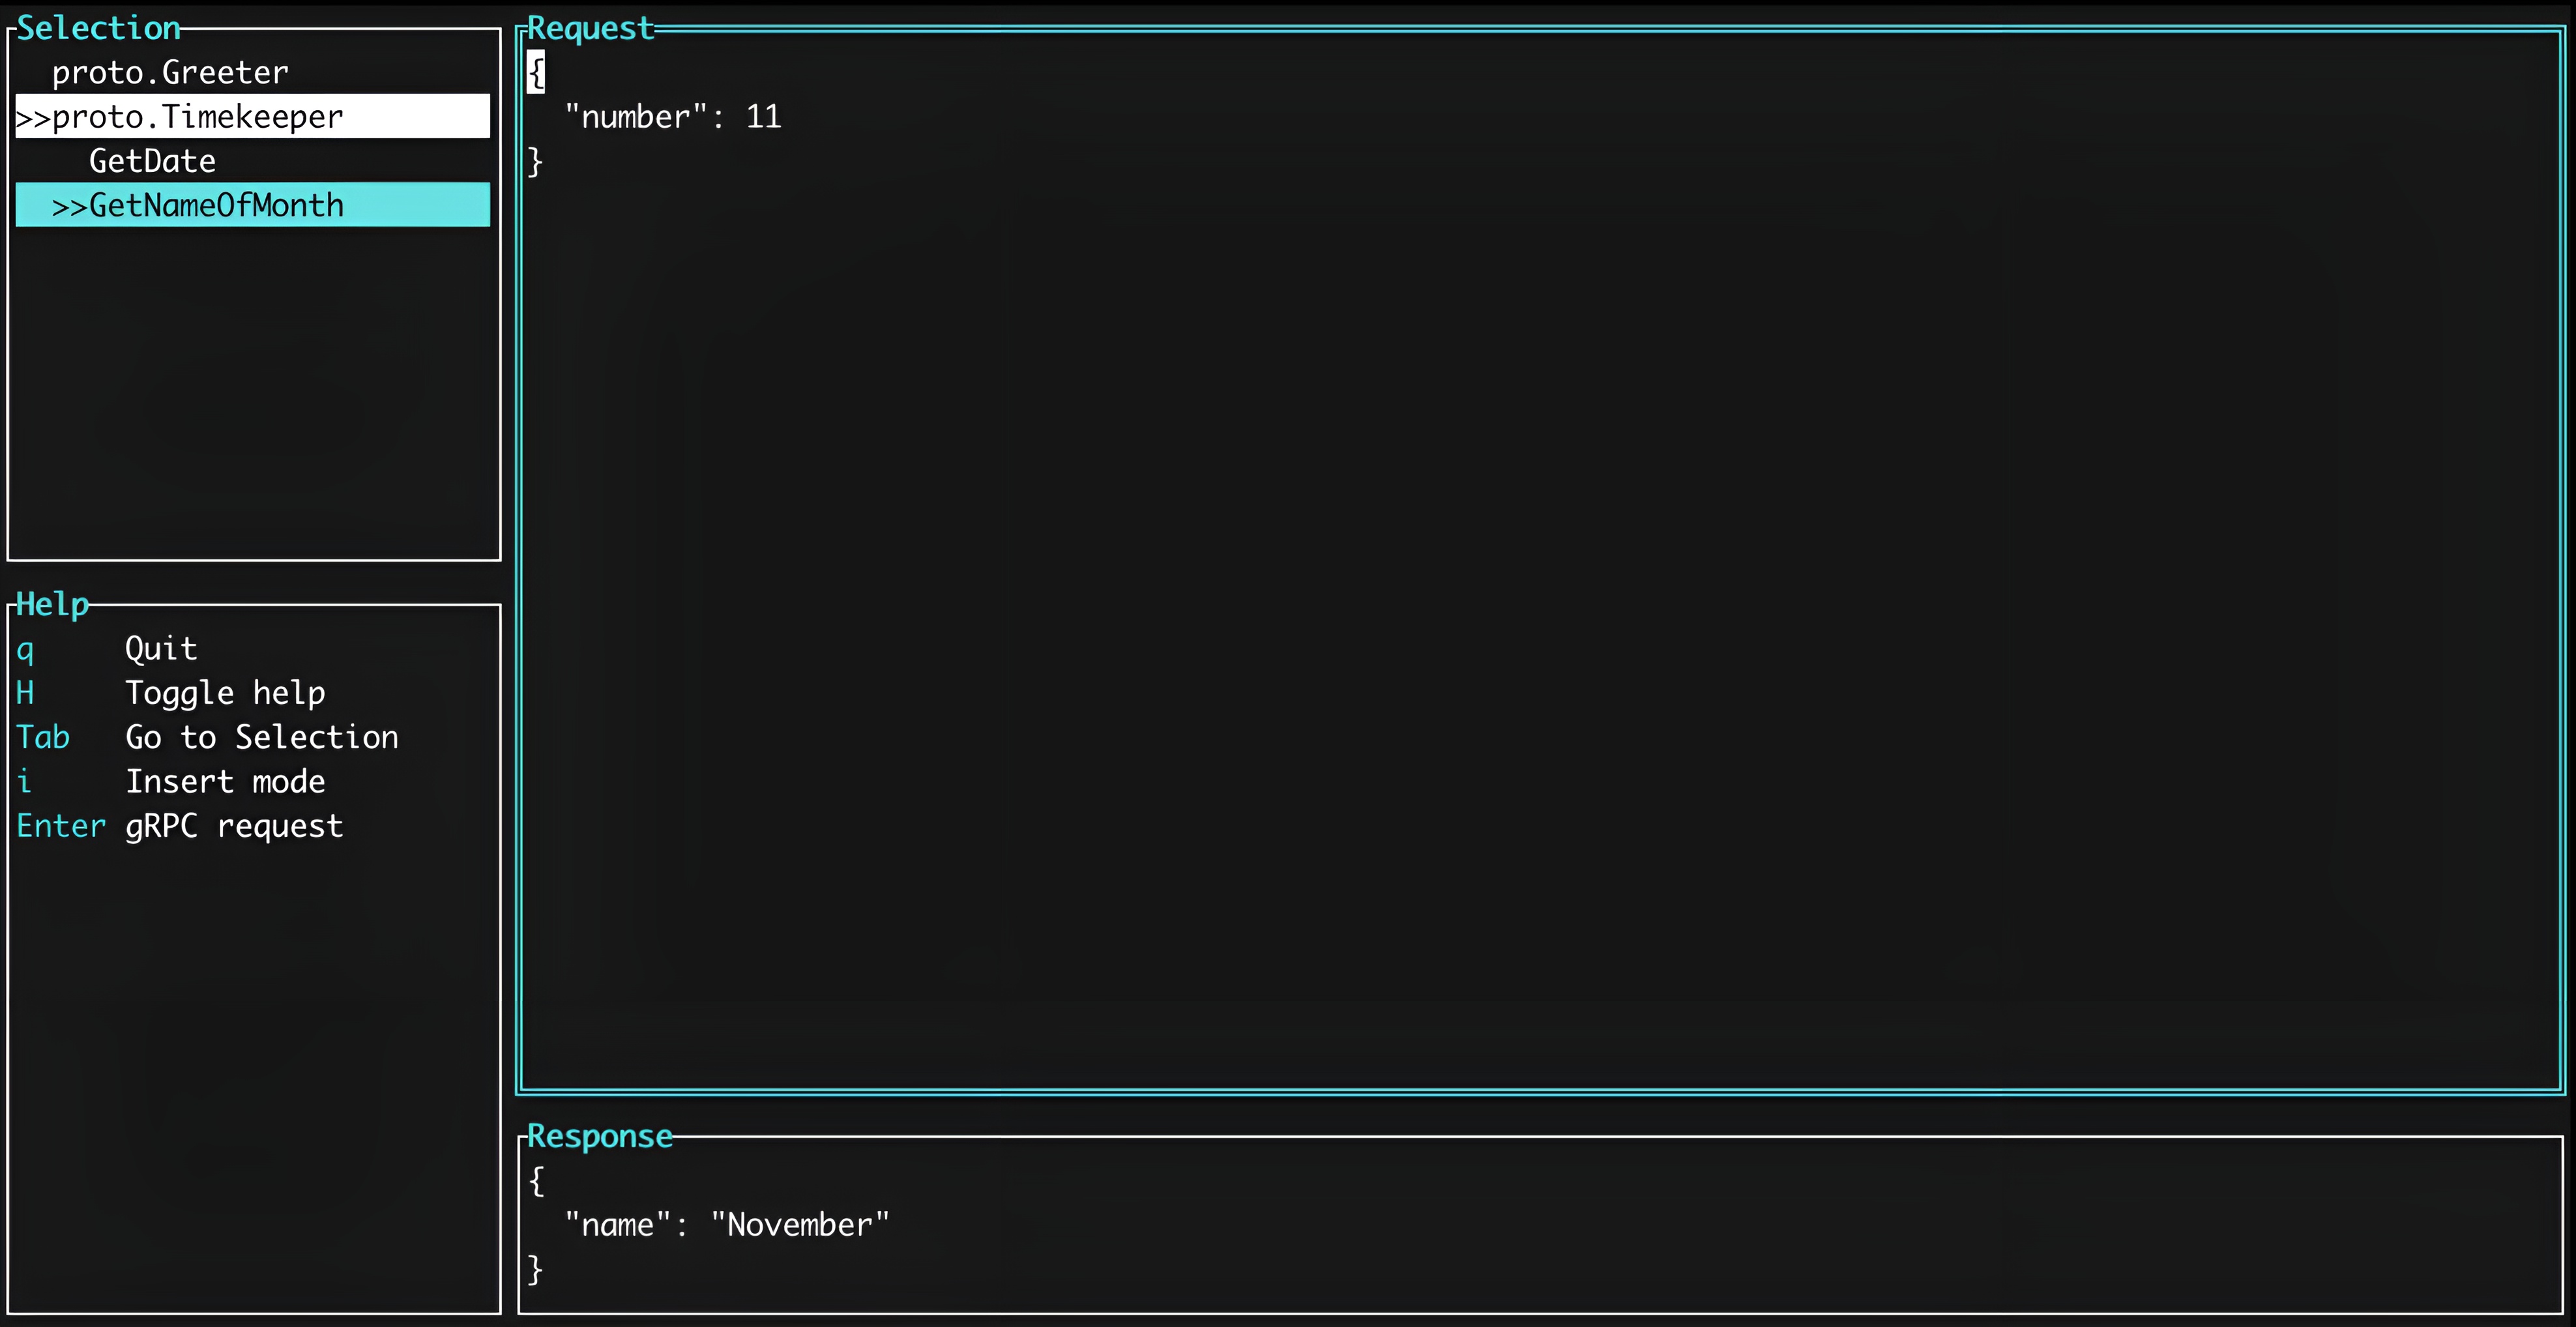 Selection
proto.Greeter
>>proto.Timekeeper
GetDate
>>GetNameOfMonth
Help
q Quit
H Toggle help
Tab Go to Selection
i Insert mode
Enter gRPC request
Request
{
"number": 11
}
Response
{
"name": "November"
}